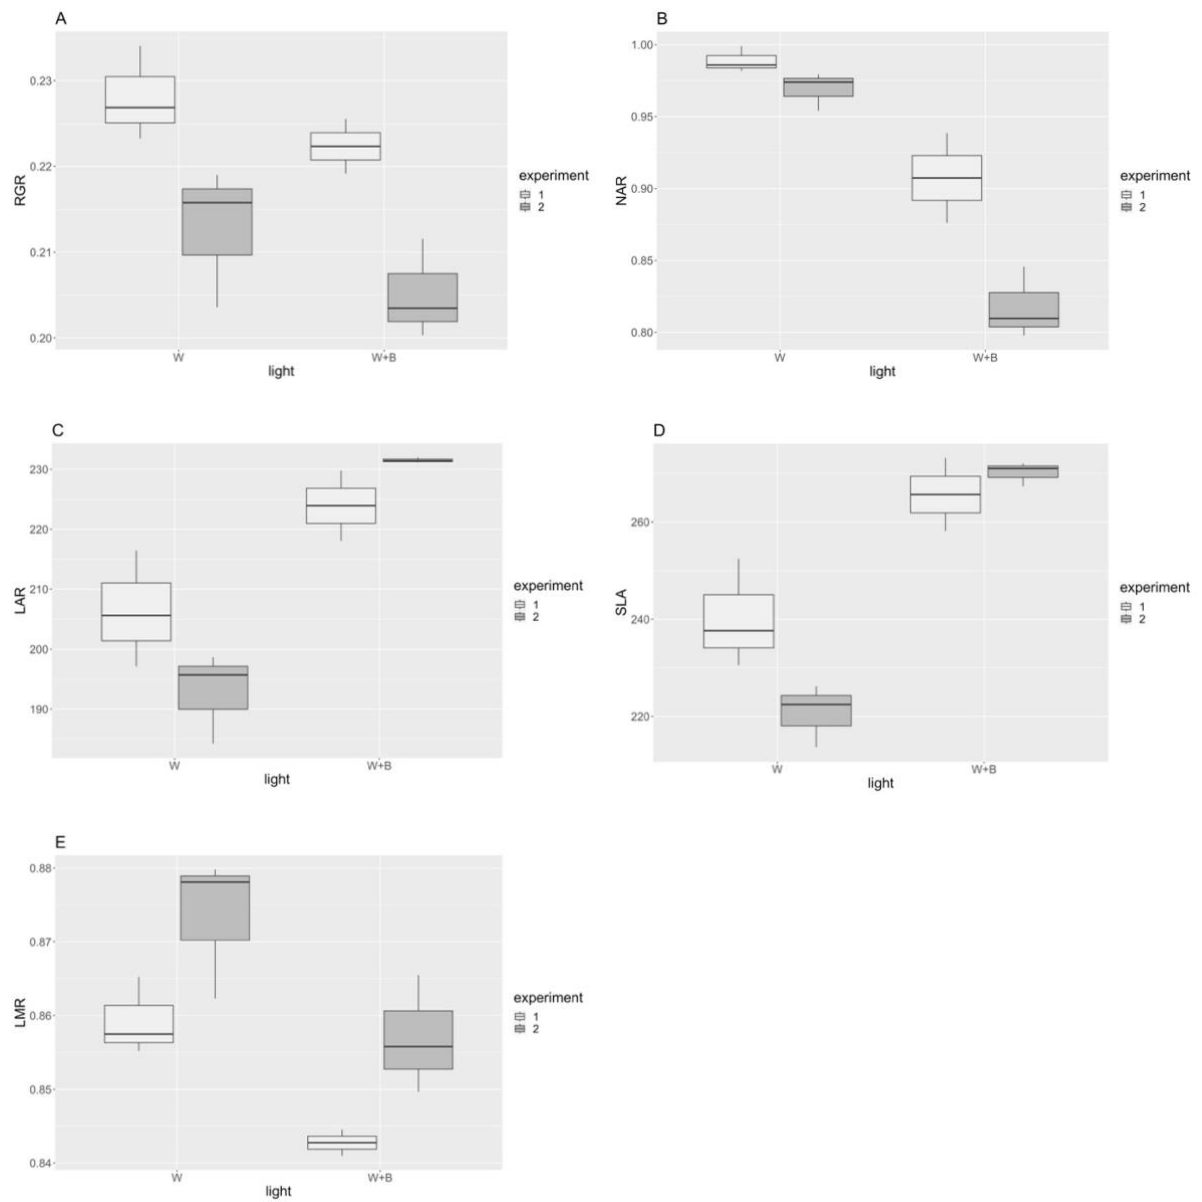 A
RGR
0.23
0.22
0.21
0.20
W
W+B
light
experiment
1
2
B
NAR
1.00
0.95
0.90
0.85
0.80
W
W+B
light
experiment
1
2
C
LAR
230
220
210
200
190
W
W+B
light
experiment
1
2
D
SLA
260
240
220
W
W+B
light
experiment
1
2
E
LMR
0.88
0.87
0.86
0.85
0.84
W
W+B
light
experiment
1
2